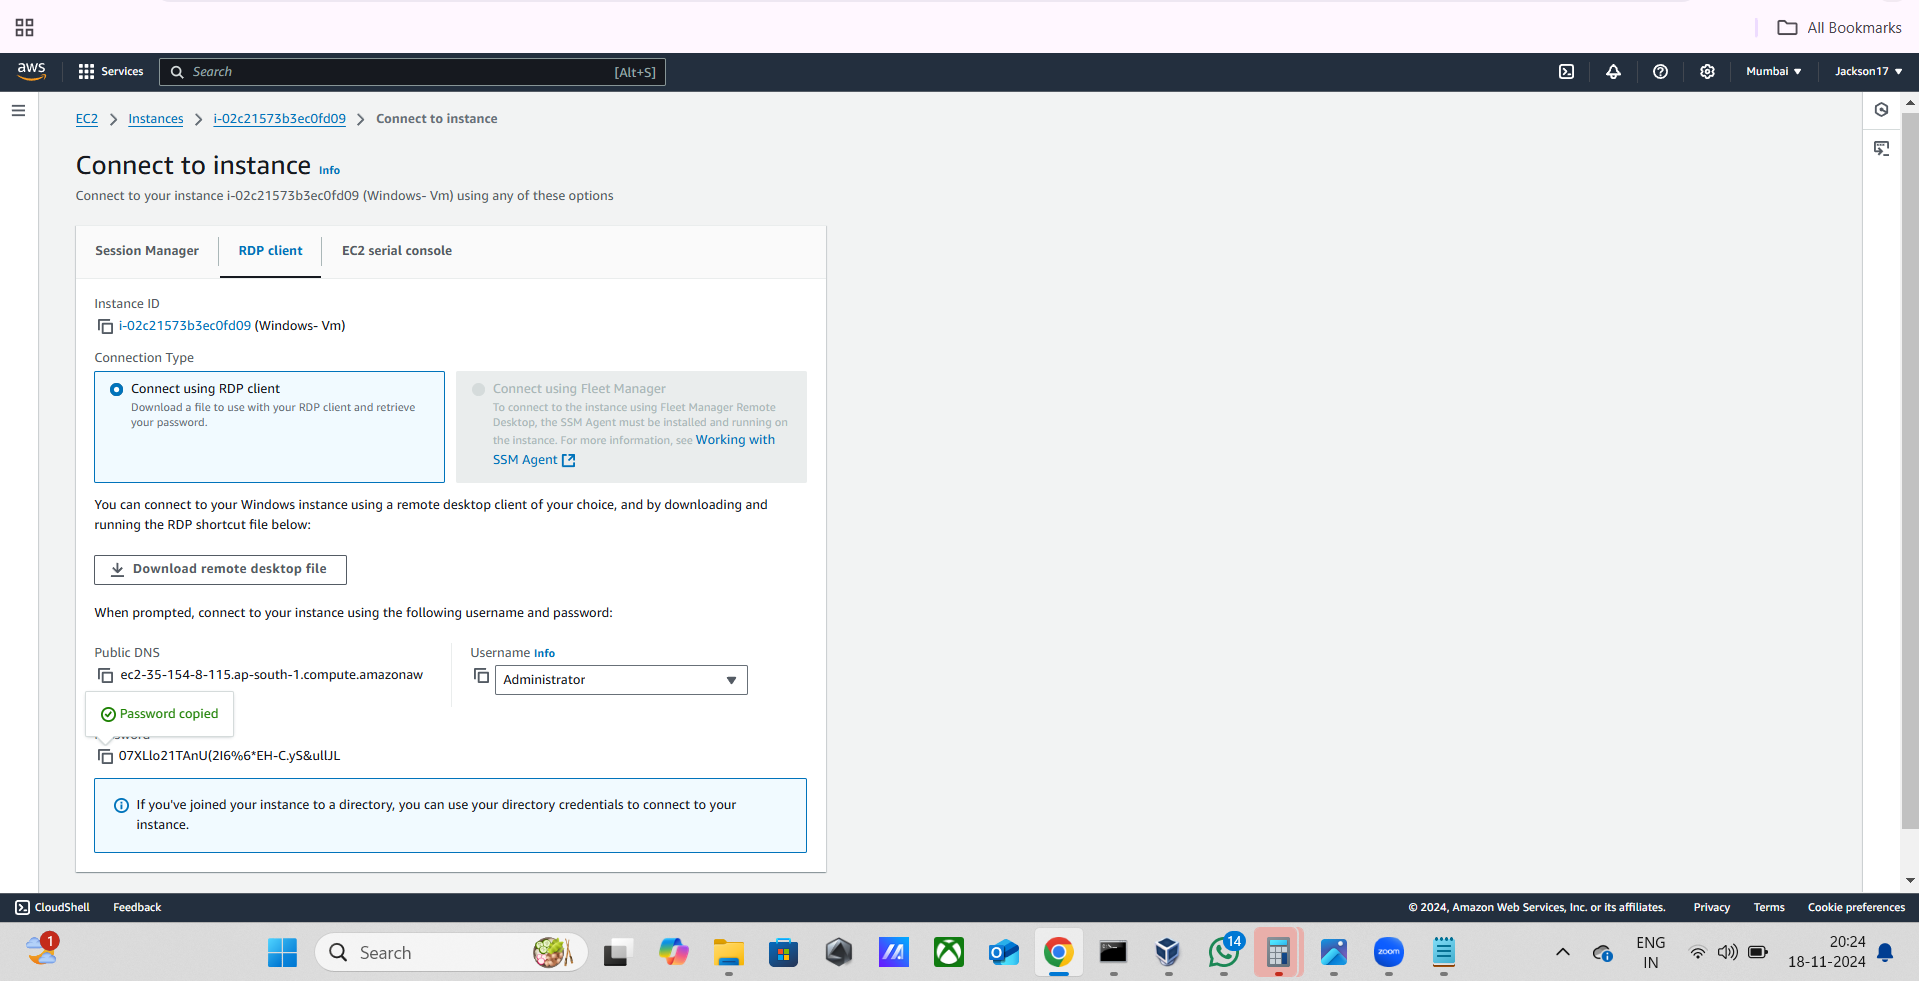 All Bookmarks
aws
Services
Search
[Alt+S]
Mumbai
Jackson17
EC2
Instances
i-02c21573b3ec0fd09
Connect to instance
Connect to instance Info
Connect to your instance i-02c21573b3ec0fd09 (Windows- Vm) using any of these options
Session Manager
RDP client
EC2 serial console
Instance ID
i-02c21573b3ec0fd09 (Windows- Vm)
Connection Type
Connect using RDP client
Download a file to use with your RDP client and retrieve
your password.
Connect using Fleet Manager
To connect to the instance using Fleet Manager Remote
Desktop, the SSM Agent must be installed and running on
the instance. For more information, see Working with
SSM Agent
You can connect to your Windows instance using a remote desktop client of your choice, and by downloading and
running the RDP shortcut file below:
Download remote desktop file
When prompted, connect to your instance using the following username and password:
Public DNS
ec2-35-154-8-115.ap-south-1.compute.amazonaw
Username Info
Administrator
Password copied
07XLlo21TAnU(2I6%6*EH-C.yS&ullJL
If you've joined your instance to a directory, you can use your directory credentials to connect to your
instance.
CloudShell
Feedback
© 2024, Amazon Web Services, Inc. or its affiliates.
Privacy
Terms
Cookie preferences
1
Search
14
zoom
ENG
IN
20:24
18-11-2024